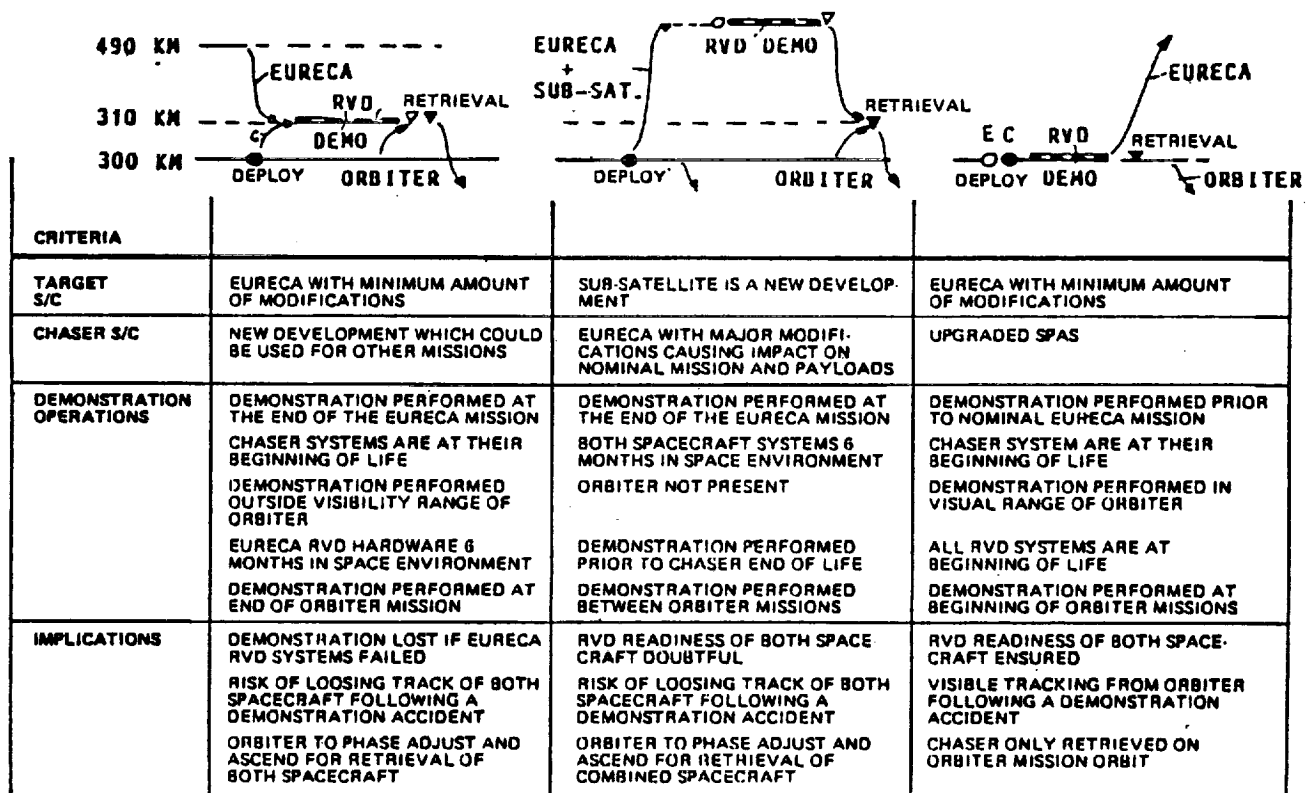 490 KM
EURECA
310 KM
C
RVD
DEMO
RETRIEVAL
300 KM
DEPLOY
ORBITER
EURECA
+
SUB-SAT.
RVD DEMO
RETRIEVAL
DEPLOY
ORBITER
EURECA
E C RVD
RETRIEVAL
DEPLOY DEMO
ORBITER
CRITERIA
TARGET
S/C
EURECA WITH MINIMUM AMOUNT
OF MODIFICATIONS
SUB-SATELLITE IS A NEW DEVELOP-
MENT
EURECA WITH MINIMUM AMOUNT
OF MODIFICATIONS
CHASER S/C
NEW DEVELOPMENT WHICH COULD
BE USED FOR OTHER MISSIONS
EURECA WITH MAJOR MODIFI-
CATIONS CAUSING IMPACT ON
NOMINAL MISSION AND PAYLOADS
UPGRADED SPAS
DEMONSTRATION
OPERATIONS
DEMONSTRATION PERFORMED AT
THE END OF THE EURECA MISSION
CHASER SYSTEMS ARE AT THEIR
BEGINNING OF LIFE
DEMONSTRATION PERFORMED
OUTSIDE VISIBILITY RANGE OF
ORBITER
EURECA RVD HARDWARE 6
MONTHS IN SPACE ENVIRONMENT
DEMONSTRATION PERFORMED AT
END OF ORBITER MISSION
DEMONSTRATION PERFORMED AT
THE END OF THE EURECA MISSION
BOTH SPACECRAFT SYSTEMS 6
MONTHS IN SPACE ENVIRONMENT
ORBITER NOT PRESENT
DEMONSTRATION PERFORMED
PRIOR TO CHASER END OF LIFE
DEMONSTRATION PERFORMED
BETWEEN ORBITER MISSIONS
DEMONSTRATION PERFORMED PRIOR
TO NOMINAL EURECA MISSION
CHASER SYSTEM ARE AT THEIR
BEGINNING OF LIFE
DEMONSTRATION PERFORMED IN
VISUAL RANGE OF ORBITER
ALL RVD SYSTEMS ARE AT
BEGINNING OF LIFE
DEMONSTRATION PERFORMED AT
BEGINNING OF ORBITER MISSIONS
IMPLICATIONS
DEMONSTRATION LOST IF EURECA
RVD SYSTEMS FAILED
RISK OF LOOSING TRACK OF BOTH
SPACECRAFT FOLLOWING A
DEMONSTRATION ACCIDENT
ORBITER TO PHASE ADJUST AND
ASCEND FOR RETRIEVAL OF
BOTH SPACECRAFT
RVD READINESS OF BOTH SPACE
CRAFT DOUBTFUL
RISK OF LOOSING TRACK OF BOTH
SPACECRAFT FOLLOWING A
DEMONSTRATION ACCIDENT
ORBITER TO PHASE ADJUST AND
ASCEND FOR RETRIEVAL OF
COMBINED SPACECRAFT
RVD READINESS OF BOTH SPACE-
CRAFT ENSURED
VISIBLE TRACKING FROM ORBITER
FOLLOWING A DEMONSTRATION
ACCIDENT
CHASER ONLY RETRIEVED ON
ORBITER MISSION ORBIT